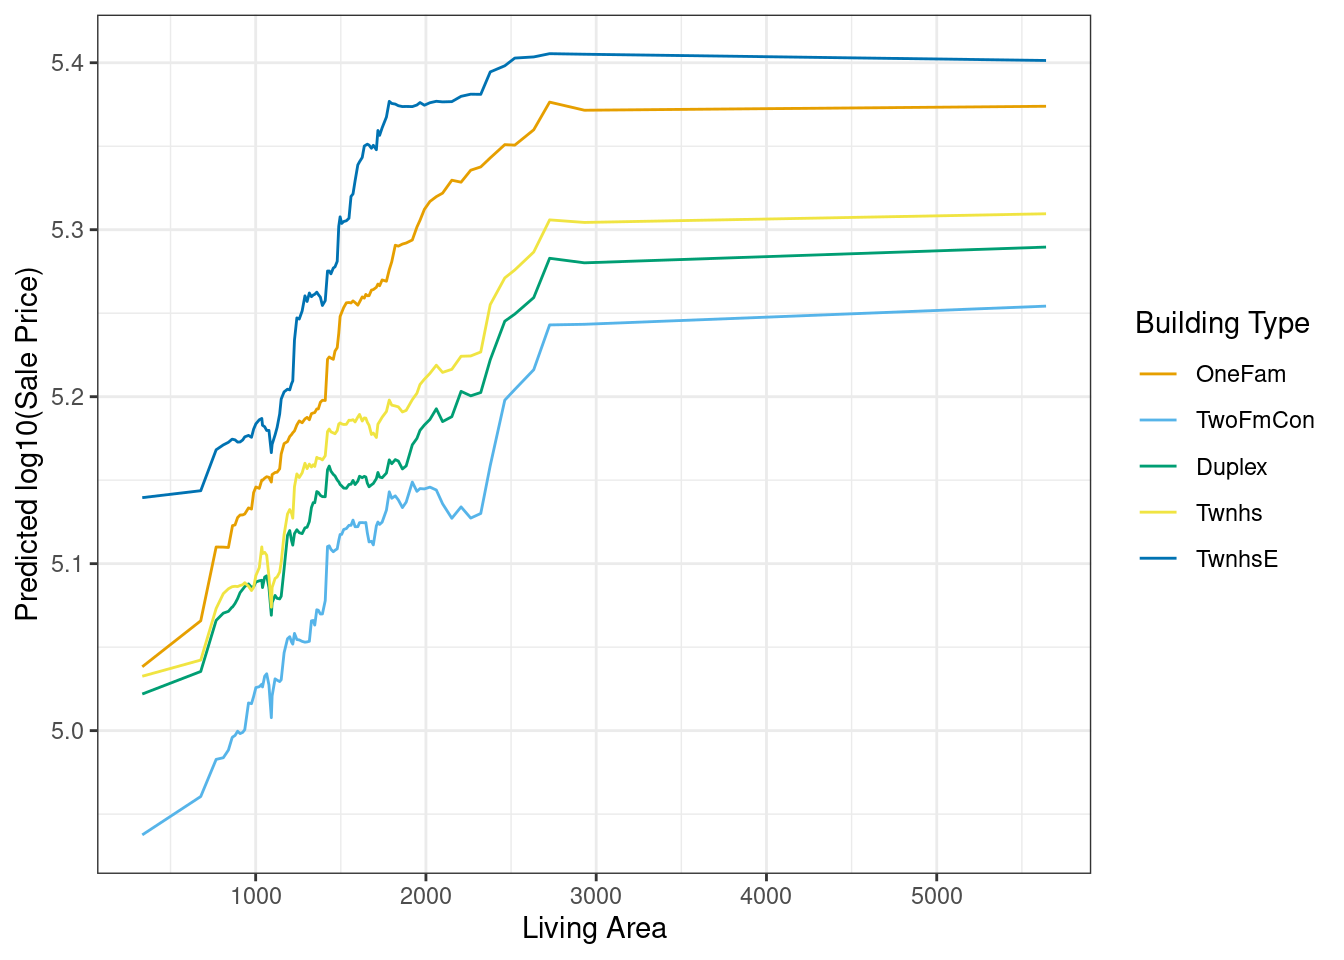 5.4
5.3
5.2
5.1
5.0
Predicted log10(Sale Price)
1000 2000 3000 4000 5000
Living Area
Building Type
OneFam
TwoFmCon
Duplex
Twnhs
TwnhsE